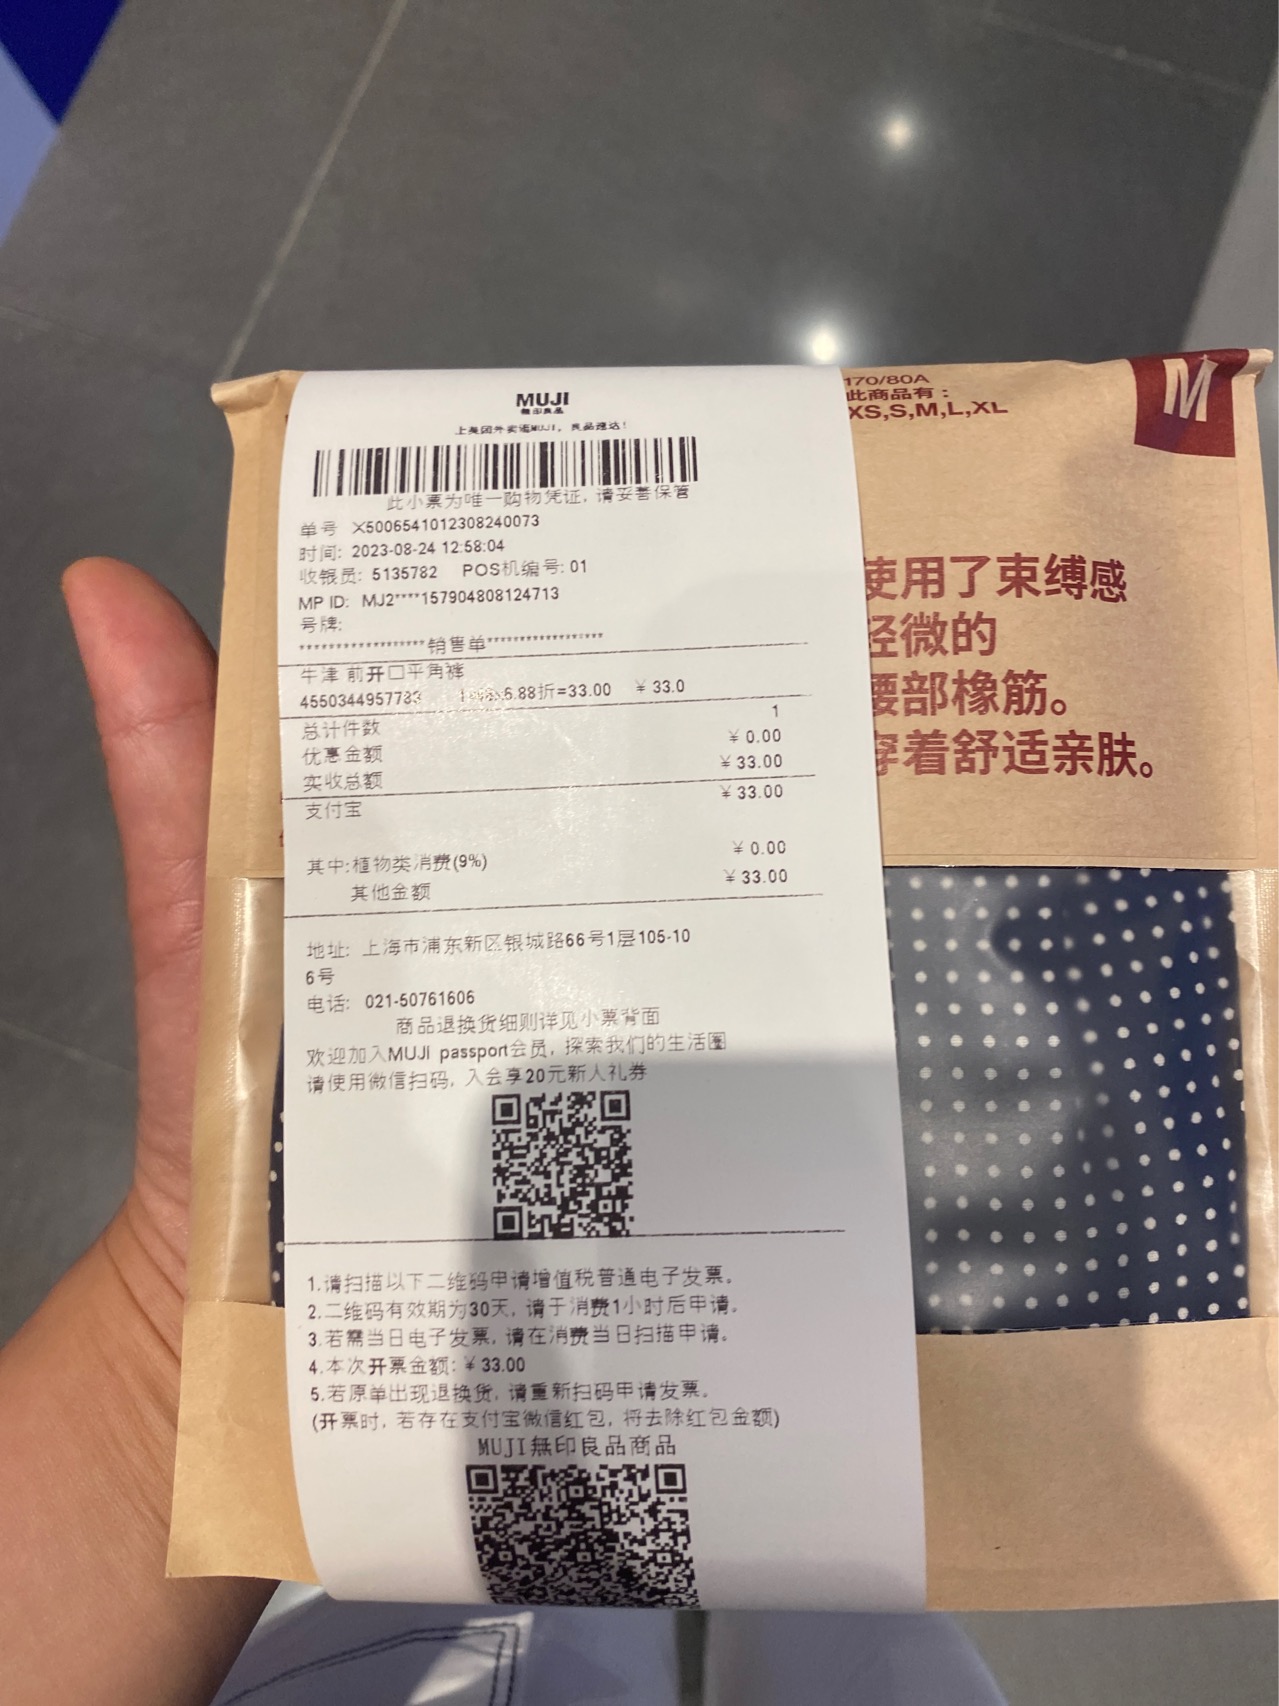 MUJI
無印良品
上美团外卖逛MUJI，良品速达！
此小票为唯一购物凭证, 请妥善保管
单号 X5006541012308240073
时间: 2023-08-24 12:58:04
收银员: 5135782 POS机编号: 01
MP ID: MJ2****157904808124713
号牌:
销售单
牛津 前开口平角裤
4550344957783 6.88折=33.00 ￥33.0
总计件数 1
优惠金额 ￥0.00
实收总额 ￥33.00
支付宝 ￥33.00
其中:植物类消费(9%) ￥0.00
其他金额 ￥33.00
地址: 上海市浦东新区银城路66号1层105-10
6号
电话: 021-50761606
商品退换货细则详见小票背面
欢迎加入MUJI passport会员, 探索我们的生活圈
请使用微信扫码, 入会享20元新人礼券
1.请扫描以下二维码申请增值税普通电子发票。
2.二维码有效期为30天, 请于消费1小时后申请。
3.若需当日电子发票, 请在消费当日扫描申请。
4.本次开票金额:￥33.00
5.若原单出现退换货, 请重新扫码申请发票。
(开票时, 若存在支付宝微信红包, 将去除红包金额)
MUJI無印良品商品
170/80A
此商品有：
XS,S,M,L,XL
M
使用了束缚感
轻微的
腰部橡筋。
穿着舒适亲肤。